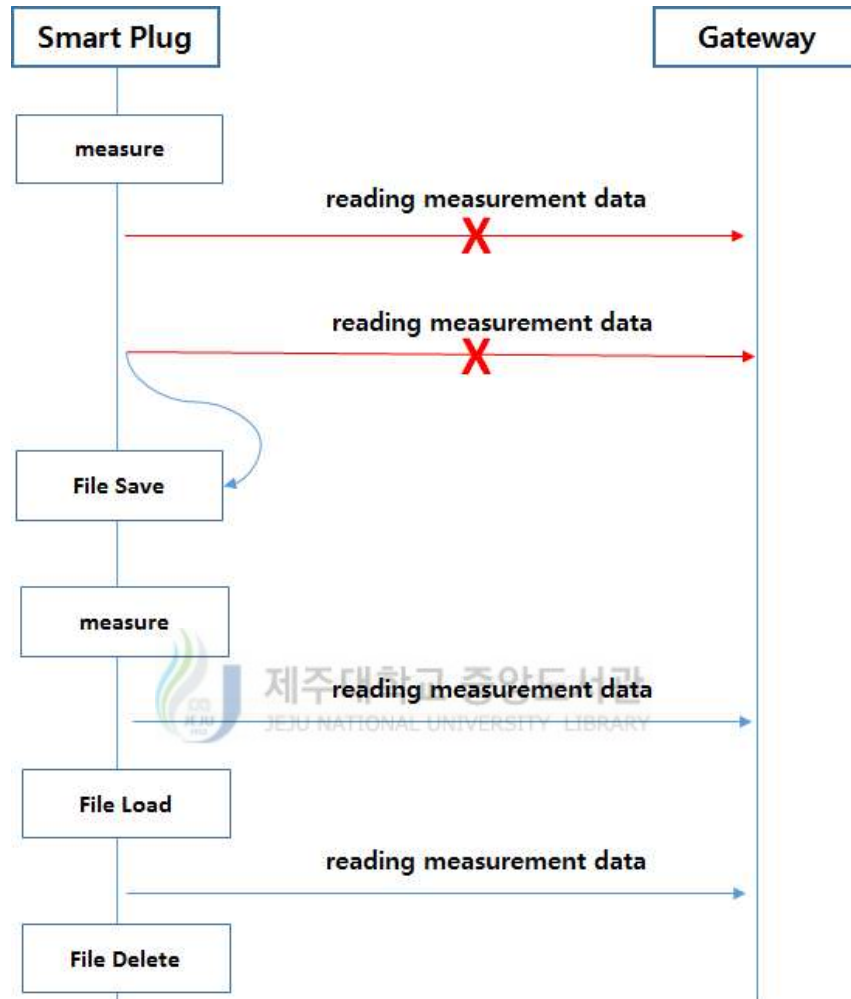 Smart Plug
Gateway
measure
reading measurement data
X
reading measurement data
X
File Save
measure
제주대학교 중앙도서관
reading measurement data
JEJU NATIONAL UNIVERSITY LIBRARY
File Load
reading measurement data
File Delete